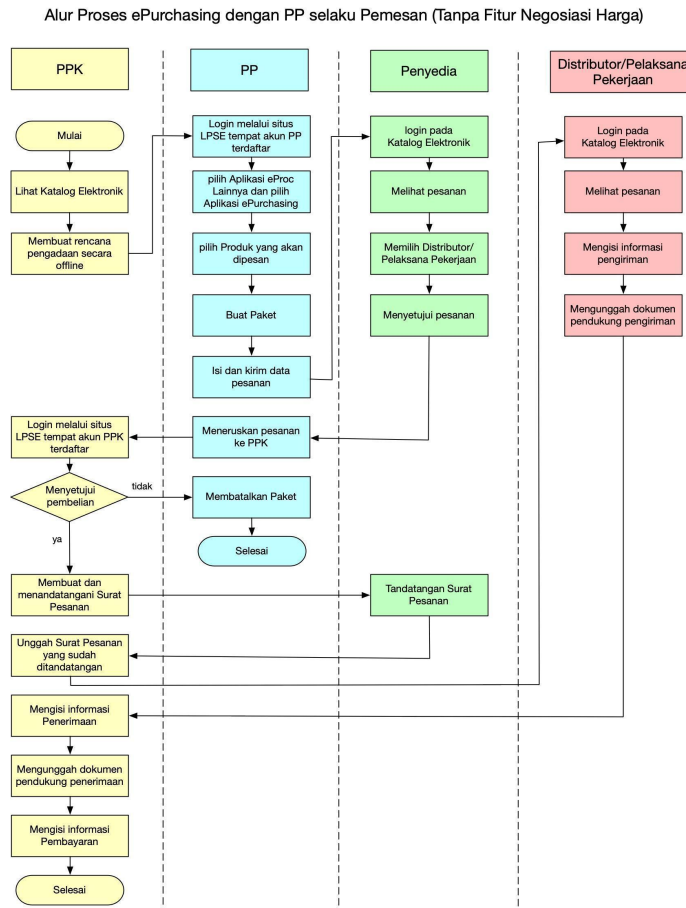 Alur Proses ePurchasing dengan PP selaku Pemesan (Tanpa Fitur Negosiasi Harga)
PPK
PP
Penyedia
Distributor/Pelaksana
Pekerjaan
Mulai
Lihat Katalog Elektronik
Membuat rencana
pengadaan secara
offline
Login melalui situs
LPSE tempat akun PP
terdaftar
pilih Aplikasi eProc
Lainnya dan pilih
Aplikasi ePurchasing
pilih Produk yang akan
dipesan
Buat Paket
Isi dan kirim data
pesanan
login pada
Katalog Elektronik
Melihat pesanan
Memilih Distributor/
Pelaksana Pekerjaan
Menyetujui pesanan
Login pada
Katalog Elektronik
Melihat pesanan
Mengisi informasi
pengiriman
Mengunggah dokumen
pendukung pengiriman
Login melalui situs
LPSE tempat akun PPK
terdaftar
Meneruskan pesanan
ke PPK
Menyetujui
pembelian
tidak
Membatalkan Paket
Selesai
ya
Membuat dan
menandatangani Surat
Pesanan
Tandatangan Surat
Pesanan
Unggah Surat Pesanan
yang sudah
ditandatangan
Mengisi informasi
Penerimaan
Mengunggah dokumen
pendukung penerimaan
Mengisi informasi
Pembayaran
Selesai